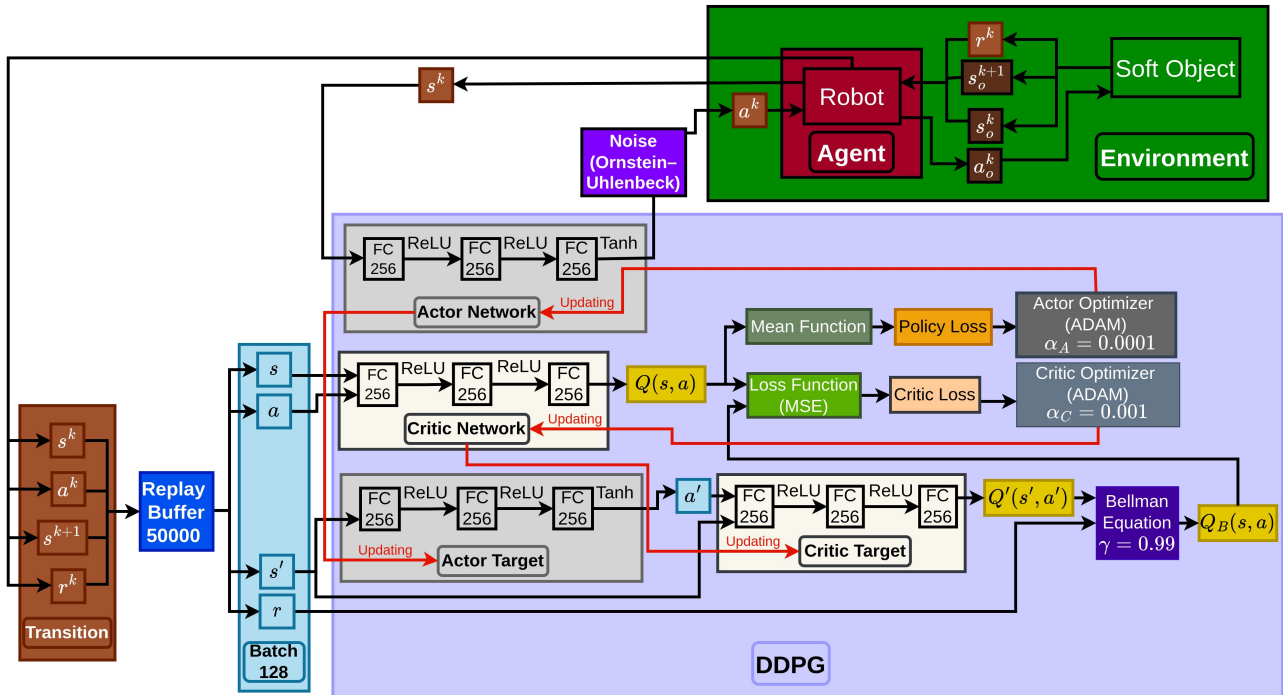 r^k
s_o^{k+1}
Soft Object
s^k
Robot
a^k
s_o^k
Noise
(Ornstein–
Uhlenbeck)
Agent
a_o^k
Environment
FC
256
ReLU
FC
256
ReLU
FC
256
Tanh
Actor Network
Updating
Mean Function
Policy Loss
Actor Optimizer
(ADAM)
α_A = 0.0001
s
a
FC
256
ReLU
FC
256
ReLU
FC
256
Q(s, a)
Loss Function
(MSE)
Critic Loss
Critic Optimizer
(ADAM)
α_C = 0.001
Critic Network
Updating
s^k
a^k
s^{k+1}
r^k
Transition
Replay
Buffer
50000
FC
256
ReLU
FC
256
ReLU
FC
256
Tanh
a′
FC
256
ReLU
FC
256
ReLU
FC
256
Q′(s′, a′)
Bellman
Equation
γ = 0.99
Q_B(s, a)
Updating
Actor Target
Updating
Critic Target
s′
r
Batch
128
DDPG